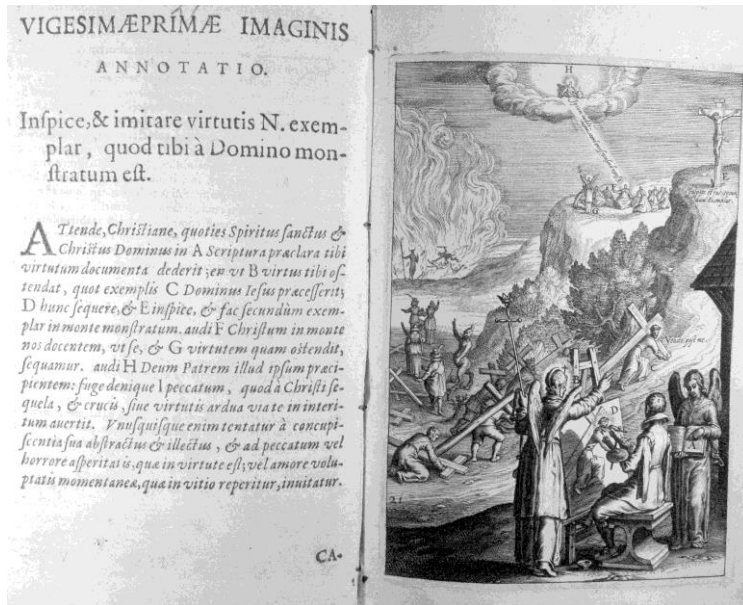 VIGESIMÆPRIMÆ IMAGINIS
ANNOTATIO.
Inſpice, & imitare virtutis N. exem-
plar, quod tibi à Domino mon-
ſtratum eſt.
ATtende, Chriſtiane, quoties Spiritus ſanctus &
Chriſtus Dominus in A Scriptura præclara tibi
virtutum documenta dederit; en vt B virtus tibi oſ-
tendat, quot exemplis C Dominus Ieſus præceſſerit;
D hunc ſequere, & E inſpice, & fac ſecundùm exem-
plar in monte monſtratum. audi F Chriſtum in monte
nos docentem, vt ſe, & G virtutem quam oſtendit,
ſequamur. audi H Deum Patrem illud ipſum præci-
pientem: fuge denique I peccatum, quod à Chriſti ſe-
quela, & crucis, ſiue virtutis ardua via te in interi-
tum auertit. Vnuſquiſque enim tentatur à concupi-
ſcentia ſua abſtractus & illectus, & ad peccatum vel
horrore aſperitatis, quæ in virtute eſt; vel amore volu-
ptatis momentaneæ, quæ in vitio reperitur, inuitatur.
CA-
H
E
D
21